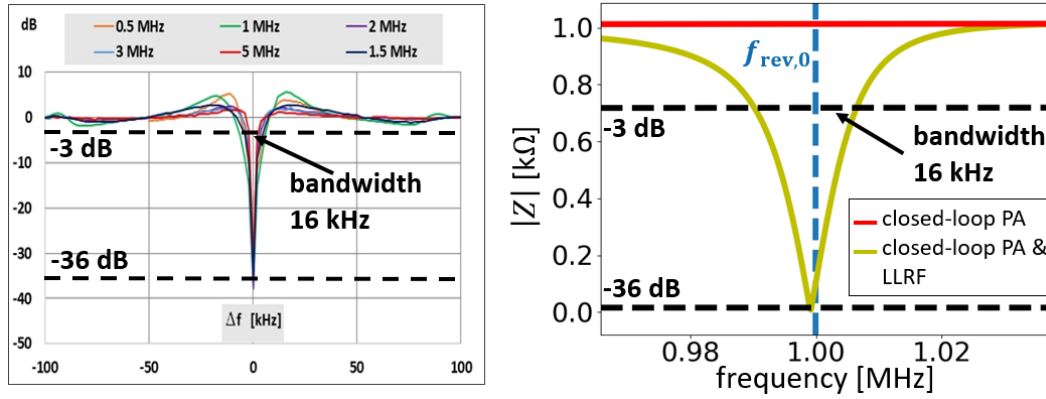 dB
0.5 MHz 1 MHz 2 MHz
3 MHz 5 MHz 1.5 MHz
10
0
-10
-20
-30
-40
-50
-3 dB
bandwidth
16 kHz
-36 dB
Δf [kHz]
-100 -50 0 50 100
|Z| [kΩ]
1.0
0.8
0.6
0.4
0.2
0.0
f rev,0
-3 dB
bandwidth
16 kHz
closed-loop PA
closed-loop PA &
LLRF
-36 dB
0.98 1.00 1.02
frequency [MHz]